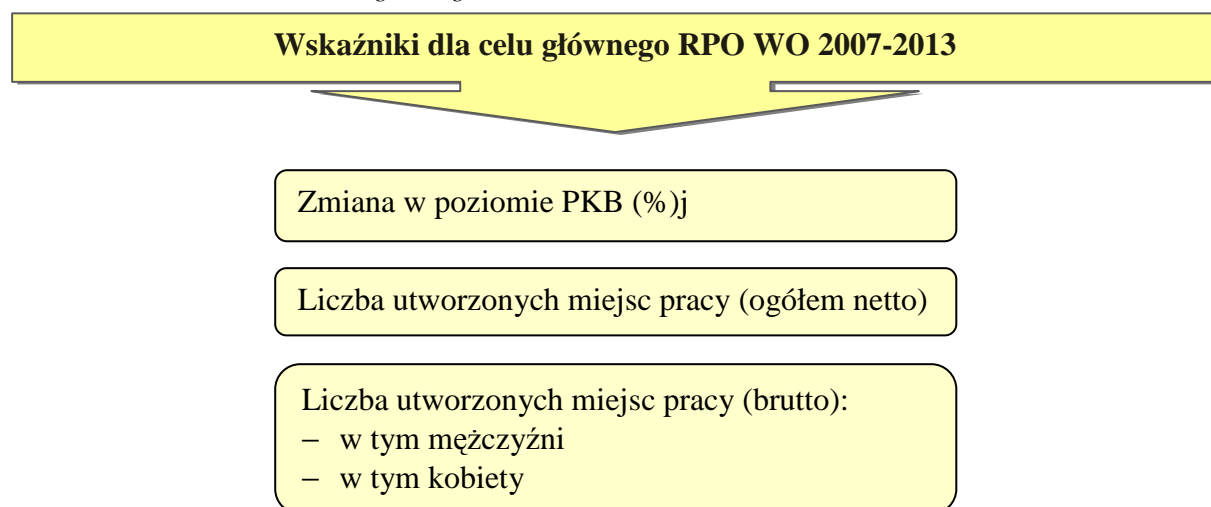 Wskaźniki dla celu głównego RPO WO 2007-2013
Zmiana w poziomie PKB (%)j
Liczba utworzonych miejsc pracy (ogółem netto)
Liczba utworzonych miejsc pracy (brutto):
− w tym mężczyźni
− w tym kobiety